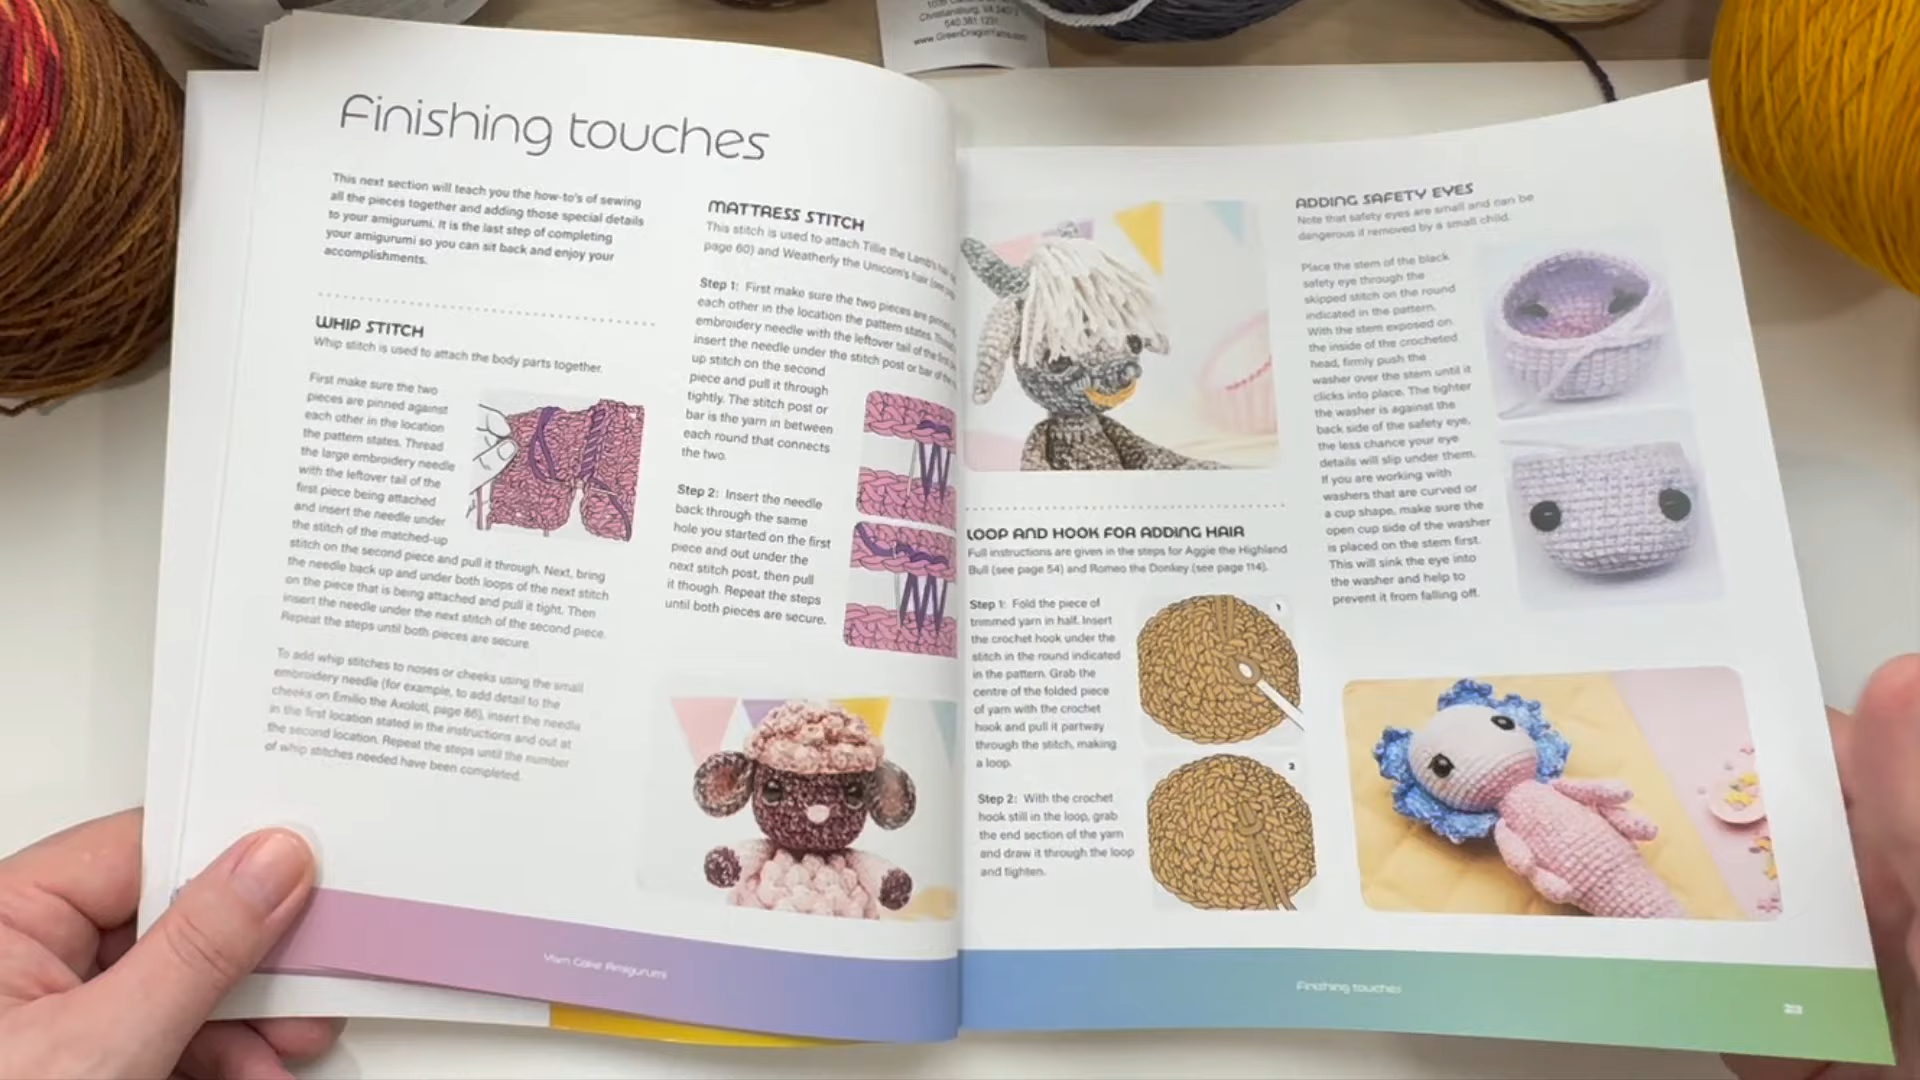 Christiansburg, VA 2407
540.381.1231
www.GreenDragonYarns.com
Finishing touches
This next section will teach you the how-to's of sewing
all the pieces together and adding those special details
to your amigurumi. It is the last step of completing
your amigurumi so you can sit back and enjoy your
accomplishments.
WHIP STITCH
Whip stitch is used to attach the body parts together.
First make sure the two
pieces are pinned against
each other in the location
the pattern states. Thread
the large embroidery needle
with the leftover tail of the
first piece being attached
and insert the needle under
the stitch of the matched-up
stitch on the second piece and pull it through. Next, bring
the needle back up and under both loops of the next stitch
on the piece that is being attached and pull it tight. Then
insert the needle under the next stitch of the second piece.
Repeat the steps until both pieces are secure.
To add whip stitches to noses or cheeks using the small
embroidery needle (for example, to add detail to the
cheeks on Emilio the Axolotl, page 86), insert the needle
in the first location stated in the instructions and out at
the second location. Repeat the steps until the number
of whip stitches needed have been completed.
MATTRESS STITCH
This stitch is used to attach Tillie the Lamb's hair
page 60) and Weatherly the Unicorn's hair (see
Step 1: First make sure the two pieces are pinned
each other in the location the pattern states.
embroidery needle with the leftover tail of the first
insert the needle under the stitch post or bar of the
up stitch on the second
piece and pull it through
tightly. The stitch post or
bar is the yarn in between
each round that connects
the two.
Step 2: Insert the needle
back through the same
hole you started on the first
piece and out under the
next stitch post, then pull
it though. Repeat the steps
until both pieces are secure.
Yarn Cake Amigurumi
LOOP AND HOOK FOR ADDING HAIR
Full instructions are given in the steps for Aggie the Highland
Bull (see page 54) and Romeo the Donkey (see page 114).
Step 1: Fold the piece of
trimmed yarn in half. Insert
the crochet hook under the
stitch in the round indicated
in the pattern. Grab the
centre of the folded piece
of yarn with the crochet
hook and pull it partway
through the stitch, making
a loop.
1
Step 2: With the crochet
hook still in the loop, grab
the end section of the yarn
and draw it through the loop
and tighten.
2
ADDING SAFETY EYES
Note that safety eyes are small and can be
dangerous if removed by a small child.
Place the stem of the black
safety eye through the
skipped stitch on the round
indicated in the pattern.
With the stem exposed on
the inside of the crocheted
head, firmly push the
washer over the stem until it
clicks into place. The tighter
the washer is against the
back side of the safety eye,
the less chance your eye
details will slip under them.
If you are working with
washers that are curved or
a cup shape, make sure the
open cup side of the washer
is placed on the stem first.
This will sink the eye into
the washer and help to
prevent it from falling off.
Finishing touches